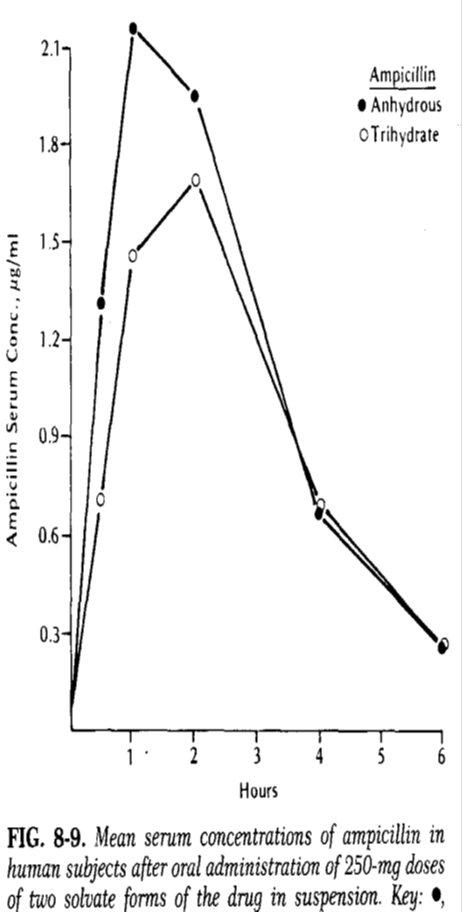 2.1
Ampicillin
● Anhydrous
○ Trihydrate
1.8
1.5
1.2
0.9
0.6
0.3
Ampicillin Serum Conc., μg/ml
1 2 3 4 5 6
Hours
FIG. 8-9. Mean serum concentrations of ampicillin in
human subjects after oral administration of 250-mg doses
of two solvate forms of the drug in suspension. Key: ●,